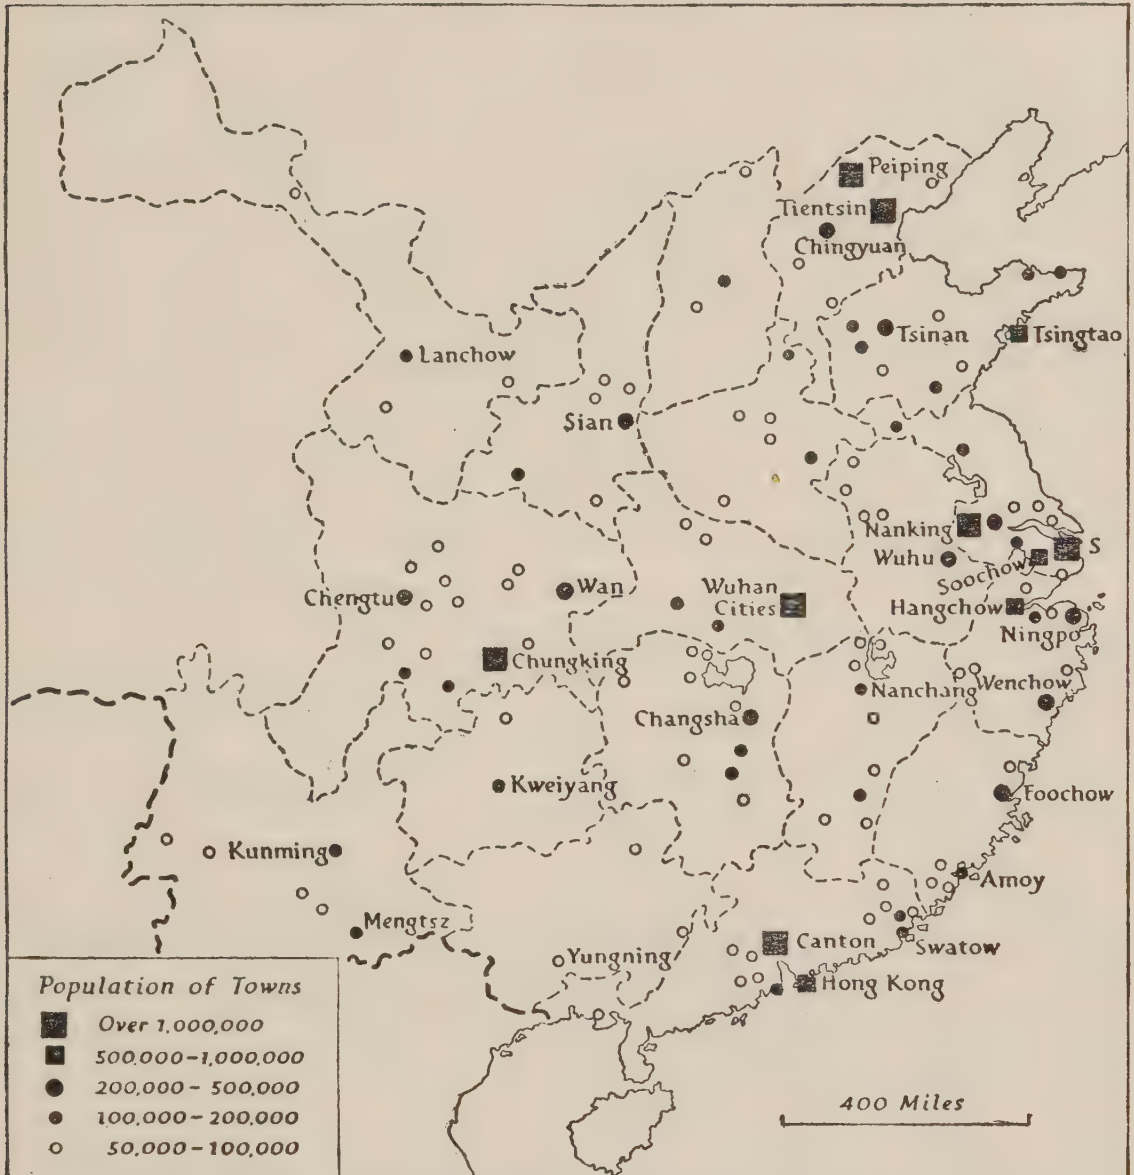 Peiping
Tientsin
Chingyuan
Lanchow
Tsinan
Tsingtao
Sian
Nanking
Wuhu
S
Soochow
Chengtu
Wan
Wuhan
Cities
Hangchow
Ningpo
Chungking
Nanchang
Wenchow
Changsha
Kweiyang
Foochow
Kunming
Amoy
Mengtsz
Canton
Swatow
Yungning
Hong Kong
Population of Towns
Over 1,000,000
500,000-1,000,000
200,000 - 500,000
100,000 - 200,000
50,000 - 100,000
400 Miles